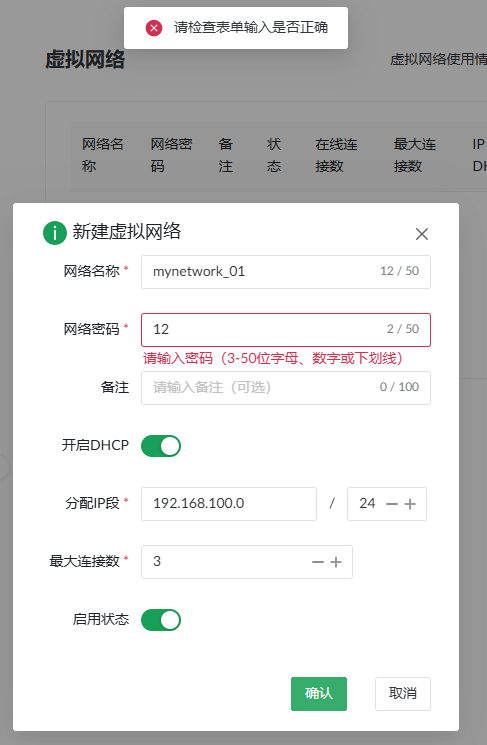 请检查表单输入是否正确
虚拟网络
虚拟网络使用情
网络名称 网络密码 备注 状态 在线连接数 最大连接数 IP DH
新建虚拟网络
网络名称 * mynetwork_01 12 / 50
网络密码 * 12 2 / 50
请输入密码（3-50位字母、数字或下划线）
备注 请输入备注（可选） 0 / 100
开启DHCP
分配IP段 * 192.168.100.0 / 24
最大连接数 * 3
启用状态
确认 取消